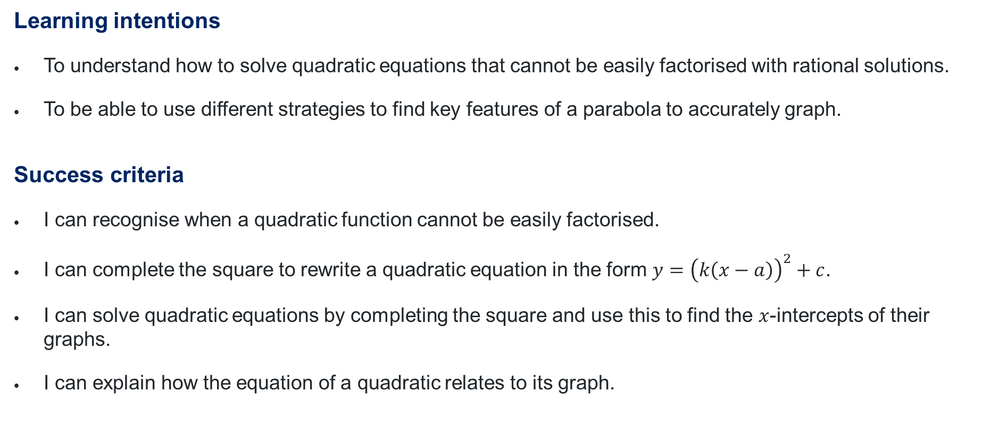 Learning intentions
• To understand how to solve quadratic equations that cannot be easily factorised with rational solutions.
• To be able to use different strategies to find key features of a parabola to accurately graph.
Success criteria
• I can recognise when a quadratic function cannot be easily factorised.
• I can complete the square to rewrite a quadratic equation in the form y = (k(x − a))² + c.
• I can solve quadratic equations by completing the square and use this to find the x-intercepts of their
graphs.
• I can explain how the equation of a quadratic relates to its graph.